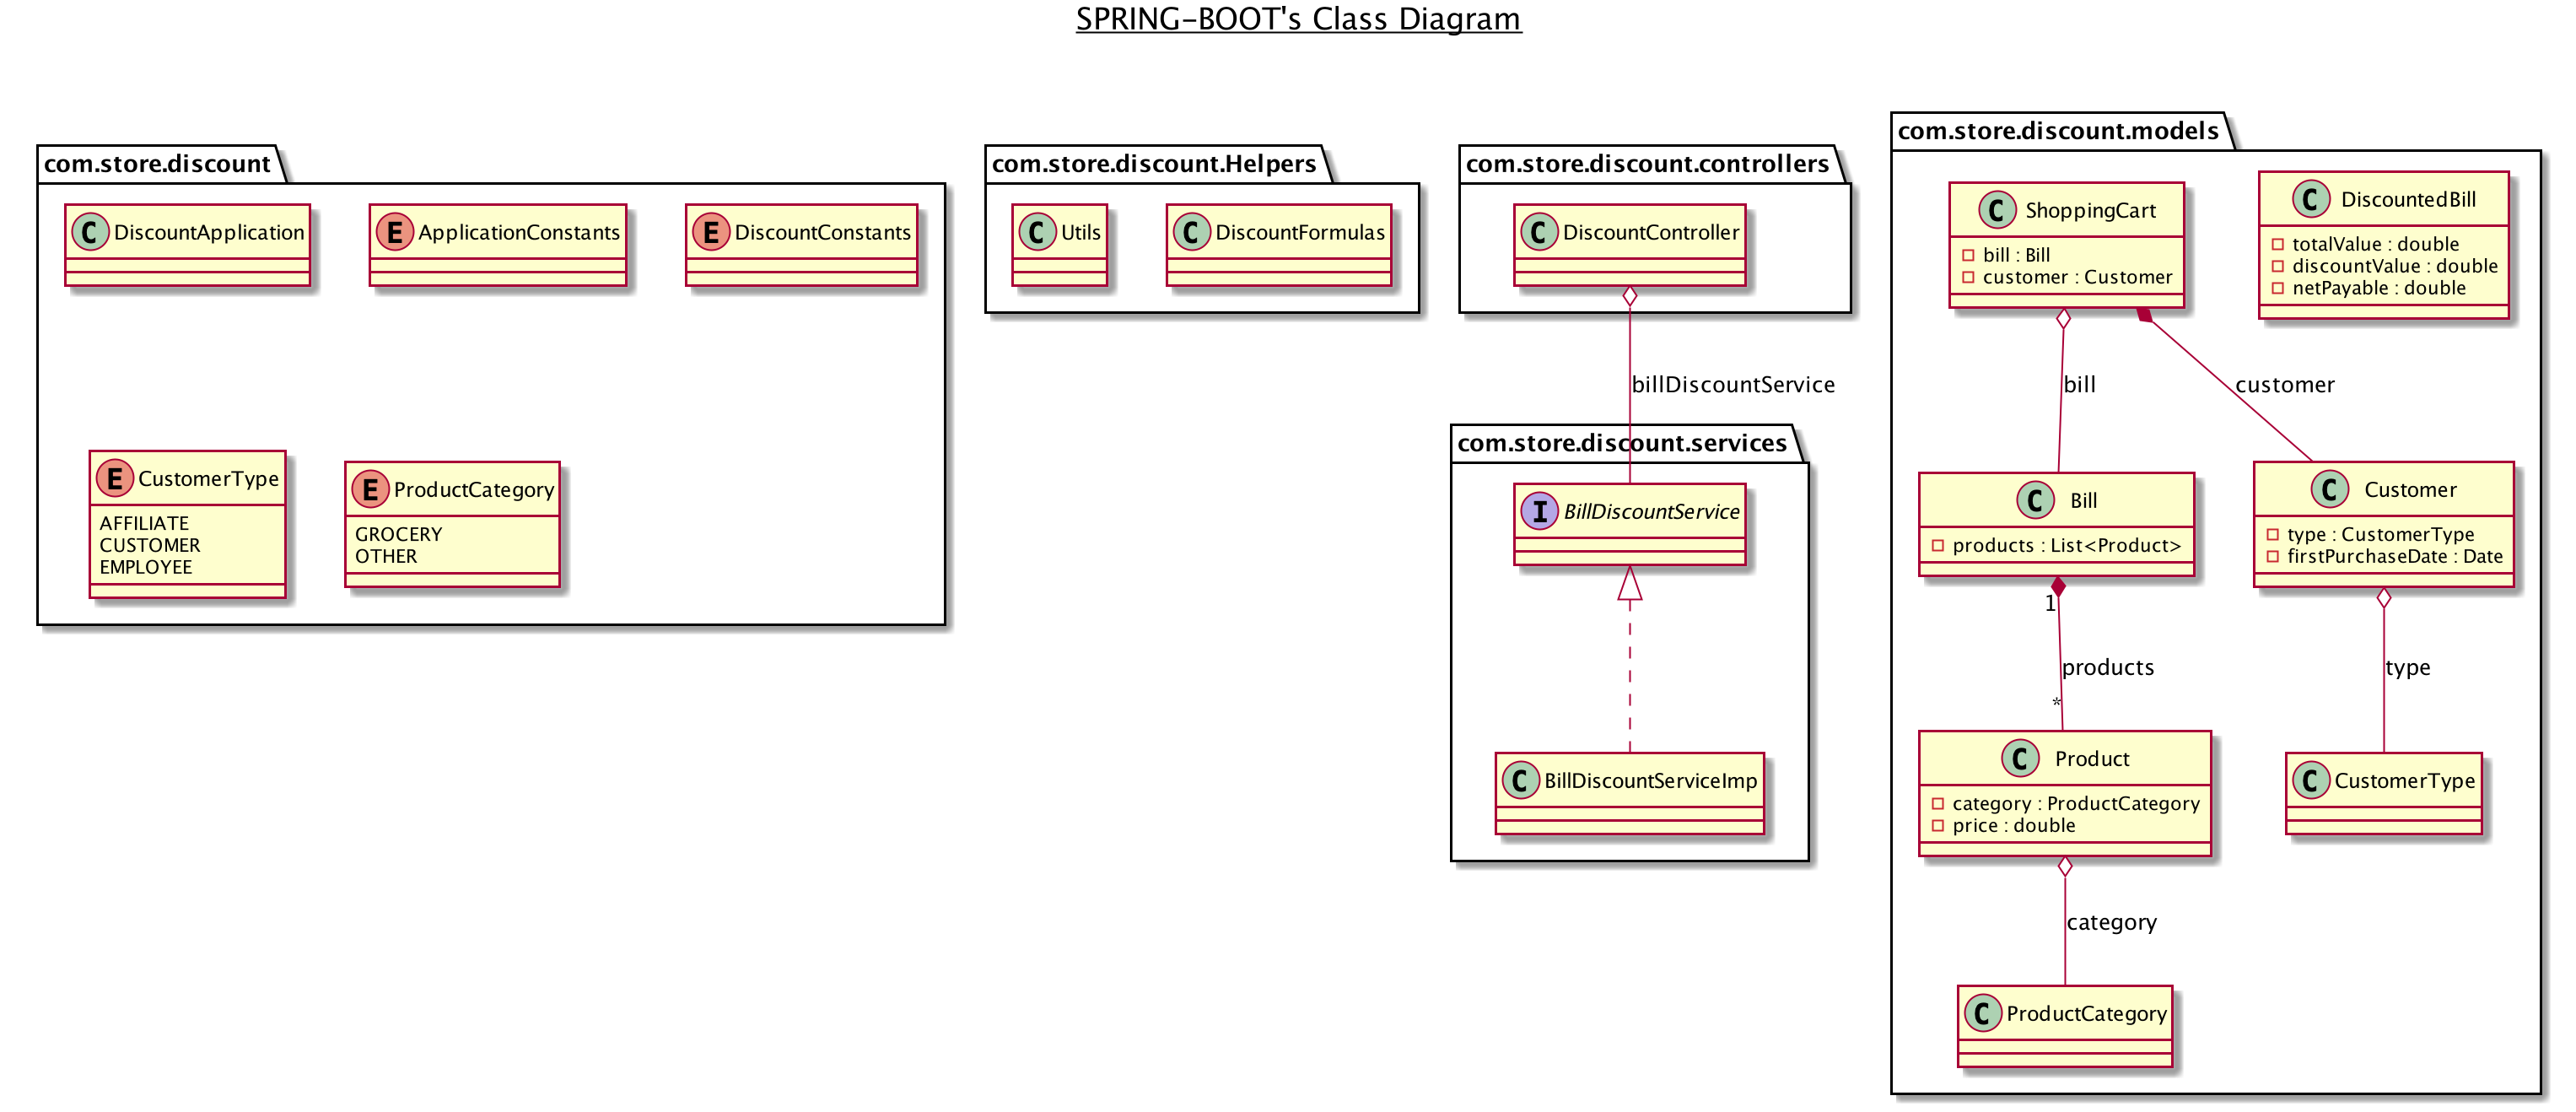 SPRING-BOOT's Class Diagram
com.store.discount
C DiscountApplication
E ApplicationConstants
E DiscountConstants
E CustomerType
AFFILIATE
CUSTOMER
EMPLOYEE
E ProductCategory
GROCERY
OTHER
com.store.discount.Helpers
C Utils
C DiscountFormulas
com.store.discount.controllers
C DiscountController
billDiscountService
com.store.discount.services
I BillDiscountService
C BillDiscountServiceImp
com.store.discount.models
C ShoppingCart
bill : Bill
customer : Customer
C DiscountedBill
totalValue : double
discountValue : double
netPayable : double
bill
customer
C Bill
products : List<Product>
C Customer
type : CustomerType
firstPurchaseDate : Date
1
products
*
type
C Product
category : ProductCategory
price : double
C CustomerType
category
C ProductCategory